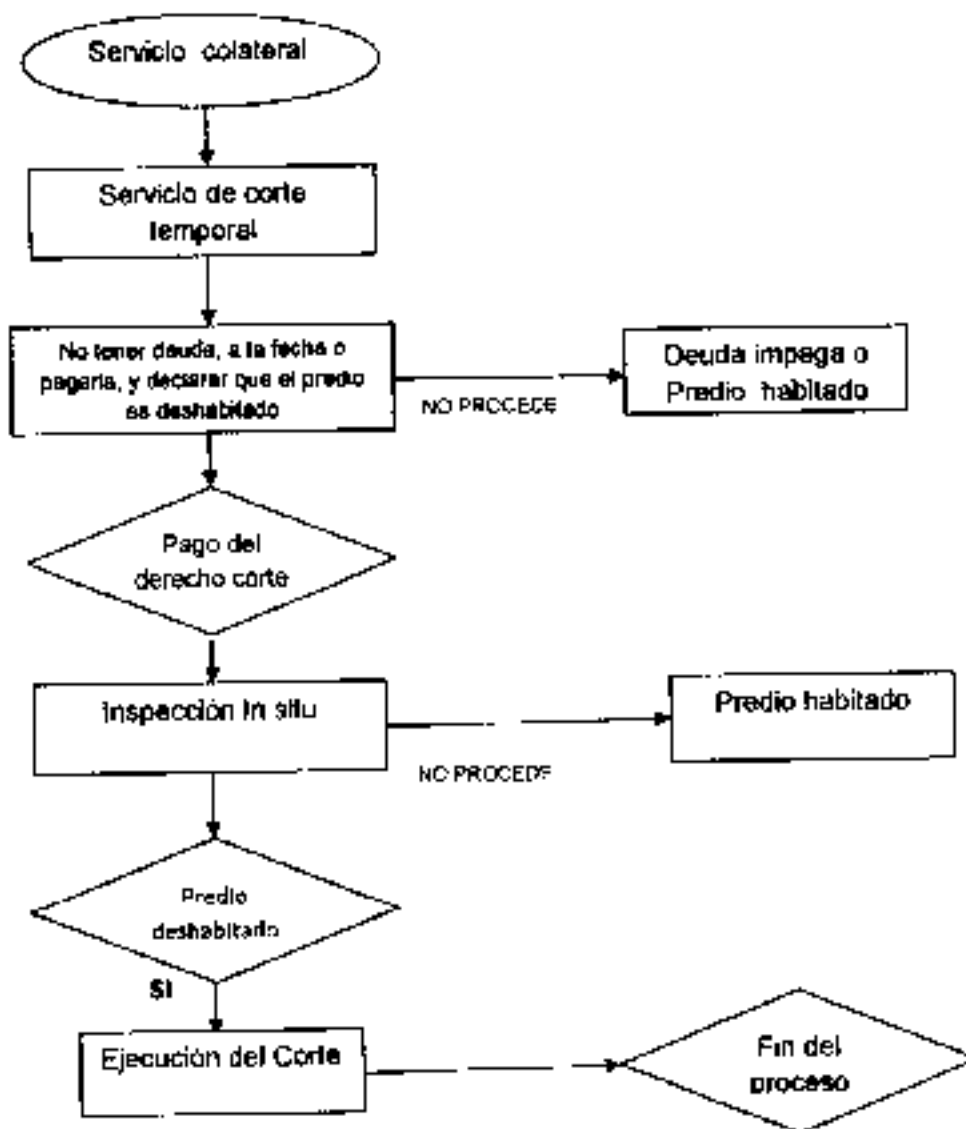 Servicio colateral
Servicio de corte
temporal
No tener deuda, a la fecha o
pagarla, y declarar que el predio
es deshabitado
NO PROCEDE
Deuda impaga o
Predio habitado
Pago del
derecho corte
Inspección in situ
NO PROCEDE
Predio habitado
Predio
deshabitado
SI
Ejecución del Corte
Fin del
proceso